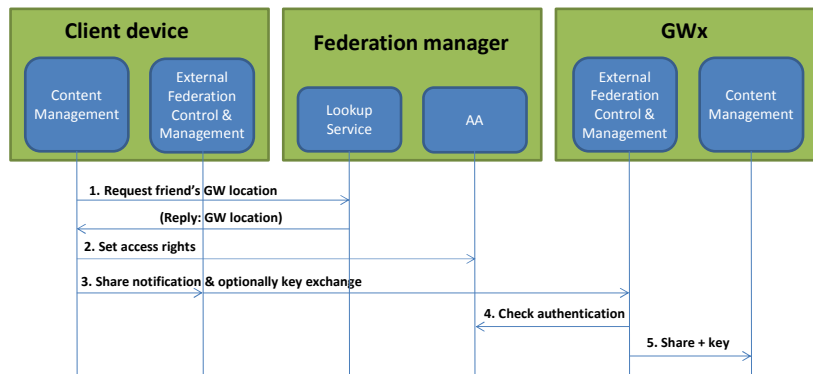 Client device
Federation manager
GWx
Content
Management
External
Federation
Control &
Management
Lookup
Service
AA
External
Federation
Control &
Management
Content
Management
1. Request friend's GW location
(Reply: GW location)
2. Set access rights
3. Share notification & optionally key exchange
4. Check authentication
5. Share + key